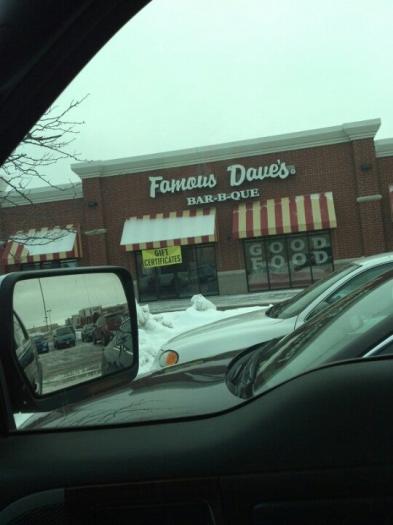 Famous Dave's
BAR-B-QUE
GIFT
CERTIFICATES
GOOD
FOOD